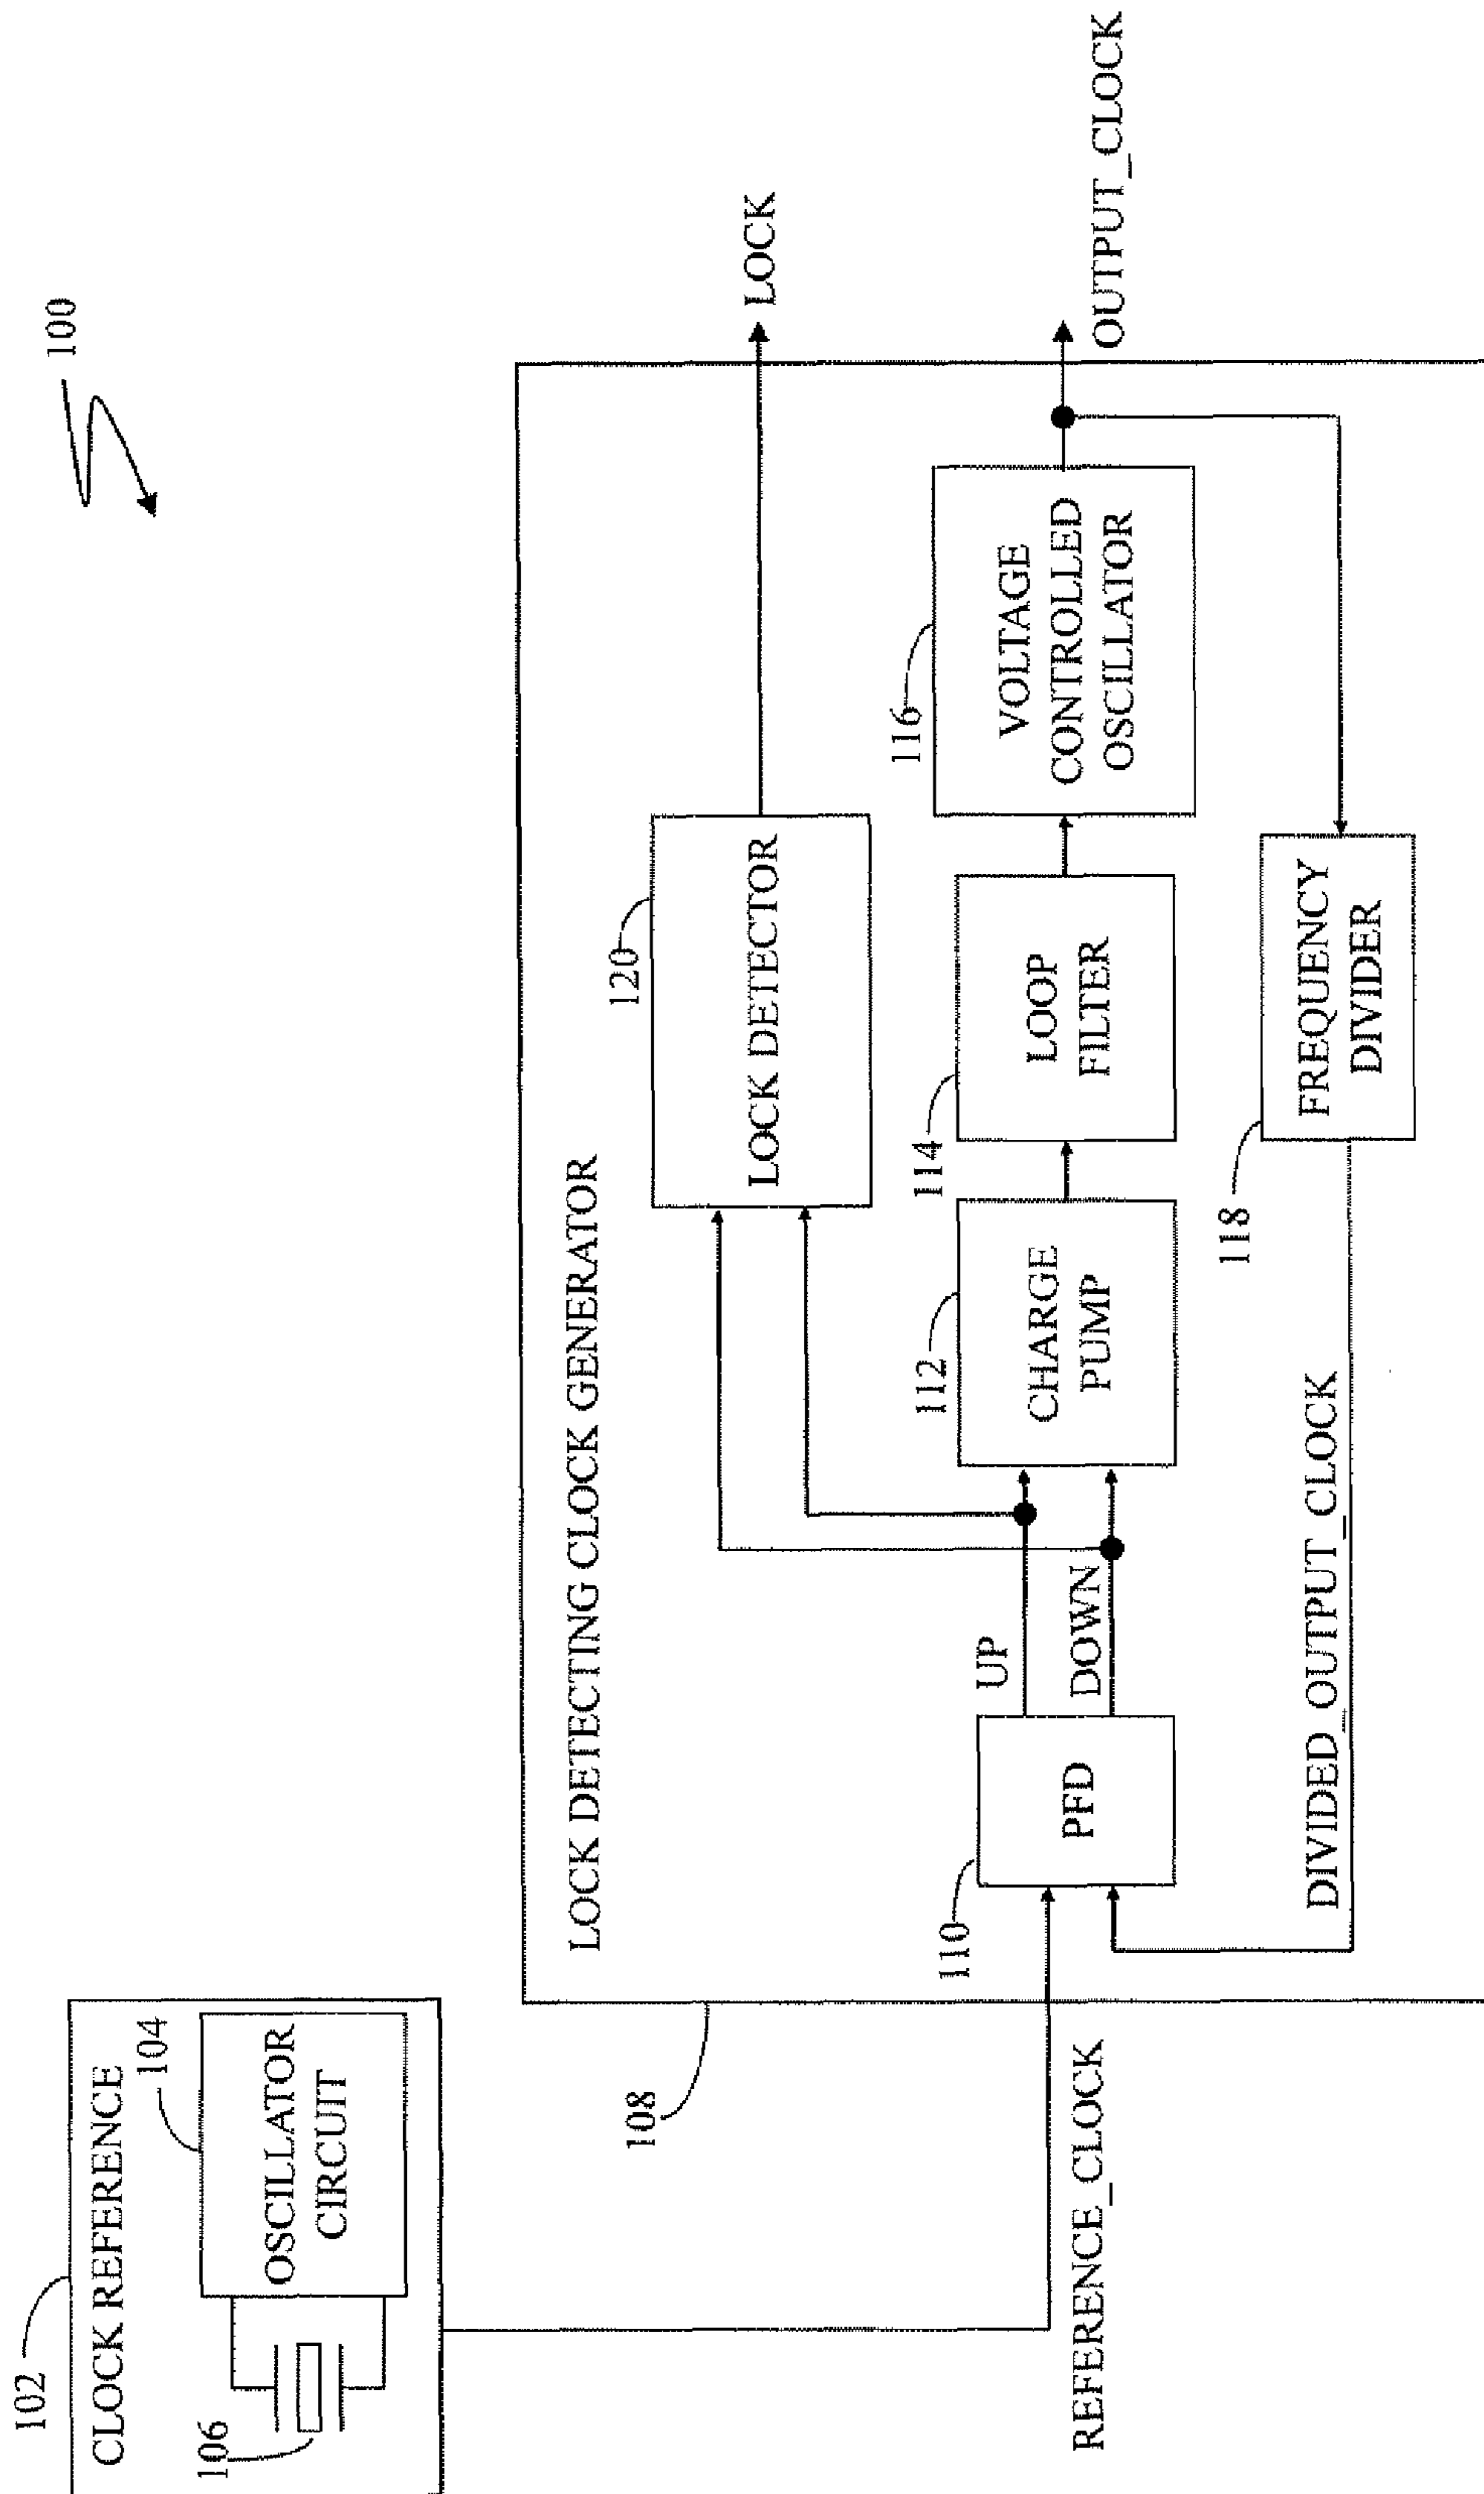 100
102
CLOCK REFERENCE
104
OSCILLATOR
CIRCUIT
106
108
LOCK DETECTING CLOCK GENERATOR
120
LOCK DETECTOR
LOCK
REFERENCE_CLOCK
110
PFD
UP
DOWN
112
CHARGE
PUMP
114
LOOP
FILTER
116
VOLTAGE
CONTROLLED
OSCILLATOR
OUTPUT_CLOCK
118
FREQUENCY
DIVIDER
DIVIDED_OUTPUT_CLOCK